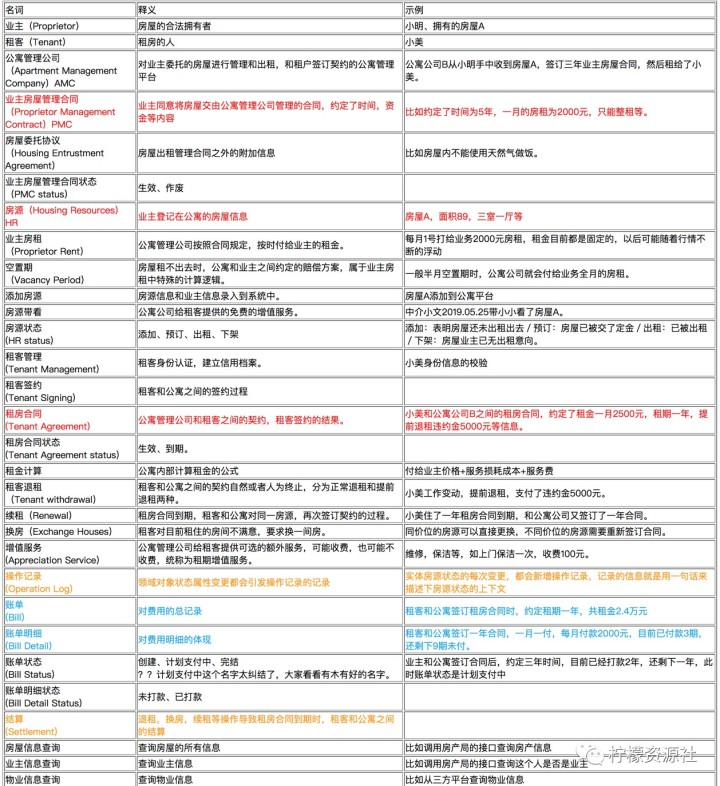 名词 释义 示例
业主（Proprietor） 房屋的合法拥有者 小明、拥有的房屋A
租客（Tenant） 租房的人 小美
公寓管理公司
（Apartment Management
Company）AMC
对业主委托的房屋进行管理和出租，和租户签订契约的公寓管理
平台
公寓公司B从小明手中收到房屋A，签订三年业主房屋合同，然后租给了小
美。
业主房屋管理合同
（Proprietor Management
Contract）PMC
业主同意将房屋交由公寓管理公司管理的合同，约定了时间，资
金等内容
比如约定了时间为5年，一月的房租为2000元，只能整租等。
房屋委托协议
（Housing Entrustment
Agreement）
房屋出租管理合同之外的附加信息
比如房屋内不能使用天然气做饭。
业主房屋管理合同状态
（PMC status）
生效、作废
房源（Housing Resources）
HR
业主登记在公寓的房屋信息
房屋A，面积89，三室一厅等
业主房租
（Proprietor Rent）
公寓管理公司按照合同规定，按时付给业主的租金。
每月1号打给业务2000元房租，租金目前都是固定的，以后可能随着行情不
断的浮动
空置期
（Vacancy Period）
房屋租不出去时，公寓和业主之间约定的赔偿方案，属于业主房
租中特殊的计算逻辑。
一般半月空置期时，公寓公司就会付给业务全月的房租。
添加房源 房源信息和业主信息录入到系统中。 房屋A添加到公寓平台
房源带看 公寓公司给租客提供的免费的增值服务。 中介小文2019.05.25带小小看了房屋A。
房源状态
（HR status）
添加、预订、出租、下架
添加：表明房屋还未出租出去 / 预订：房屋已被交了定金 / 出租：已被出租
/ 下架：房屋业主已无出租意向。
租客管理
（Tenant Management）
租客身份认证，建立信用档案。
小美身份信息的校验
租客签约
（Tenant Signing）
租客和公寓之间的签约过程
租房合同
（Tenant Agreement）
公寓管理公司和租客之间的契约，租客签约的结果。
小美和公寓公司B之间的租房合同，约定了租金一月2500元，租期一年，提
前退租违约金5000元等信息。
租房合同状态
（Tenant Agreement status）
生效、到期。
租金计算 公寓内部计算租金的公式 付给业主价格+服务损耗成本+服务费
租客退租
（Tenant withdrawal）
租客和公寓之间的契约自然或者人为终止，分为正常退租和提前
退租两种。
小美工作变动，提前退租，支付了违约金5000元。
续租（Renewal） 租房合同到期，租客和公寓对同一房源，再次签订契约的过程。 小美住了一年租房合同到期，和公寓公司又签订了一年合同。
换房（Exchange Houses） 租客对目前租住的房间不满意，要求换一间房。 同价位的房源可以直接更换，不同价位的房源需要重新签订合同。
增值服务
（Appreciation Service）
公寓管理公司给租客提供可选的额外服务，可能收费，也可能不
收费，统称为租期增值服务。
维修，保洁等，如上门保洁一次，收费100元。
操作记录
(Operation Log)
领域对象状态属性变更都会引发操作记录的记录
实体房源状态的每次变更，都会新增操作记录，记录的信息就是用一句话来
描述下房源状态的上下文
账单
(Bill)
对费用的总记录
租客和公寓签订租房合同时，约定租期一年，共租金2.4万元
账单明细
(Bill Detail)
对费用明细的体现
租客和公寓签订一年合同，一月一付，每月付款2000元，目前已付款3期，
还剩下9期未付。
账单状态
(Bill Status)
创建、计划支付中、完结
？？计划支付中这个名字太纠结了，大家看看有木有好的名字。
业主和公寓签订合同后，约定三年时间，目前已经打款2年，还剩下一年，此
时账单状态是计划支付中
账单明细状态
(Bill Detail Status)
未打款、已打款
结算
(Settlement)
退租，换房，续租等操作导致租房合同到期时，租客和公寓之间
的结算
房屋信息查询 查询房屋的所有信息 比如调用房产局的接口查询房产信息
业主信息查询 查询业主信息 比如调用房产局的接口查询这个人是否是业主
物业信息查询 查询物业信息 比如从三方平台查询物业信息
柠檬资源社